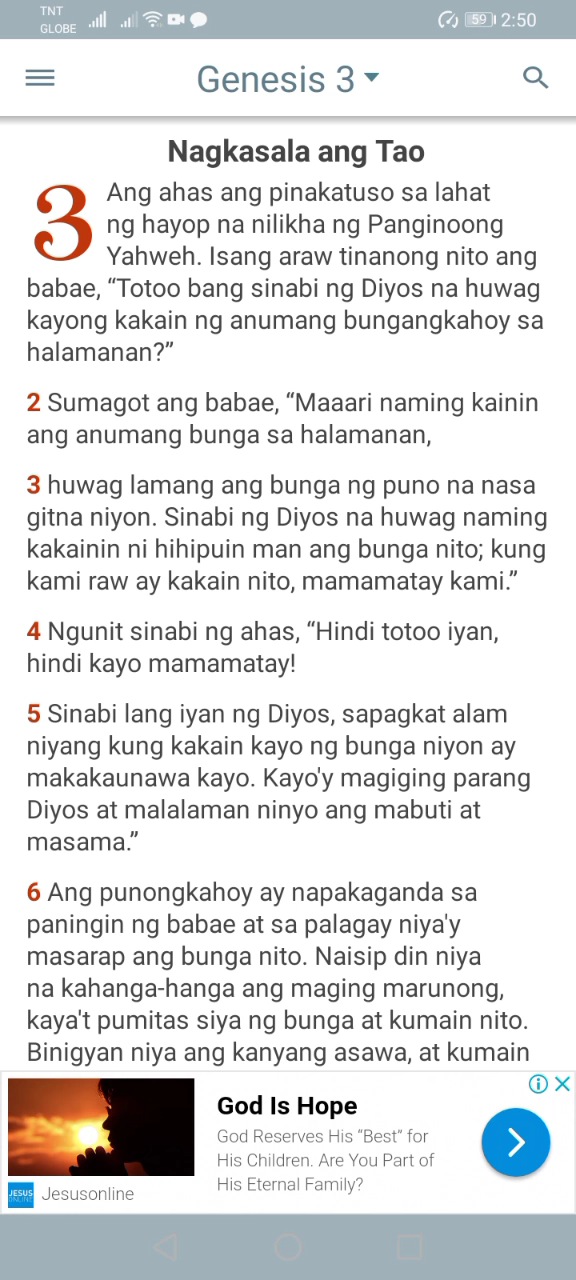 TNT
GLOBE
59 2:50
Genesis 3
Nagkasala ang Tao
3 Ang ahas ang pinakatuso sa lahat
ng hayop na nilikha ng Panginoong
Yahweh. Isang araw tinanong nito ang
babae, “Totoo bang sinabi ng Diyos na huwag
kayong kakain ng anumang bungangkahoy sa
halamanan?”
2 Sumagot ang babae, “Maaari naming kainin
ang anumang bunga sa halamanan,
3 huwag lamang ang bunga ng puno na nasa
gitna niyon. Sinabi ng Diyos na huwag naming
kakainin ni hihipuin man ang bunga nito; kung
kami raw ay kakain nito, mamamatay kami.”
4 Ngunit sinabi ng ahas, “Hindi totoo iyan,
hindi kayo mamamatay!
5 Sinabi lang iyan ng Diyos, sapagkat alam
niyang kung kakain kayo ng bunga niyon ay
makakaunawa kayo. Kayo'y magiging parang
Diyos at malalaman ninyo ang mabuti at
masama.”
6 Ang punongkahoy ay napakaganda sa
paningin ng babae at sa palagay niya'y
masarap ang bunga nito. Naisip din niya
na kahanga-hanga ang maging marunong,
kaya't pumitas siya ng bunga at kumain nito.
Binigyan niya ang kanyang asawa, at kumain
God Is Hope
God Reserves His “Best” for
His Children. Are You Part of
His Eternal Family?
JESUS
ONLINE
Jesusonline